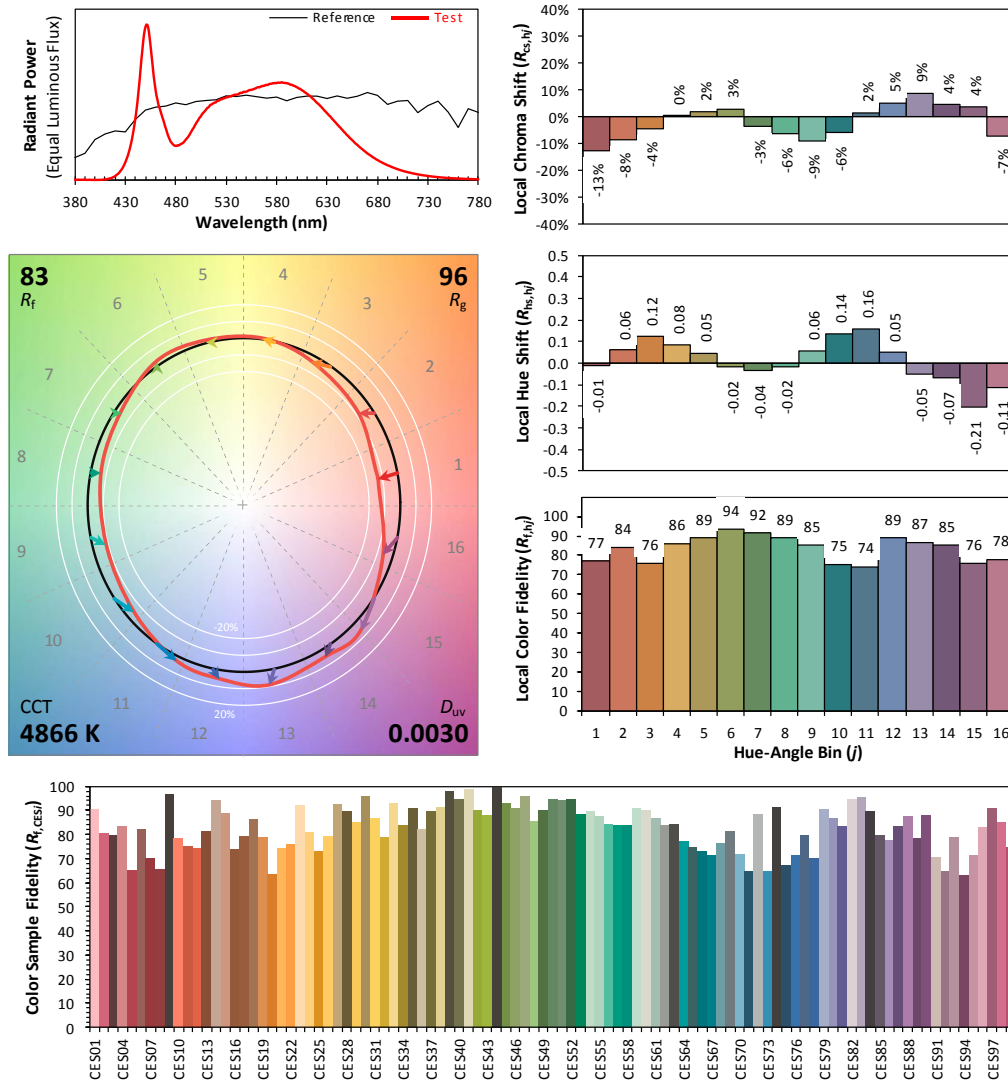 Reference
Test
Radiant Power
(Equal Luminous Flux)
380 430 480 530 580 630 680 730 780
Wavelength (nm)
Local Chroma Shift (Rcs,hj)
40%
30%
20%
10%
0%
-10%
-20%
-30%
-40%
-13% -8% -4% 0% 2% 3% -3% -6% -9% -6% 2% 5% 9% 4% 4% -7%
83
Rf
96
Rg
1 2 3 4 5 6 7 8 9 10 11 12 13 14 15 16
-20%
20%
CCT
4866 K
Duv
0.0030
Local Hue Shift (Rhs,hj)
0.5
0.4
0.3
0.2
0.1
0.0
-0.1
-0.2
-0.3
-0.4
-0.5
-0.01 0.06 0.12 0.08 0.05 -0.02 -0.04 -0.02 0.06 0.14 0.16 0.05 -0.05 -0.07 -0.21 -0.11
Local Color Fidelity (Rf,hj)
100
90
80
70
60
50
40
30
20
10
0
77 84 76 86 89 94 92 89 85 75 74 89 87 85 76 78
1 2 3 4 5 6 7 8 9 10 11 12 13 14 15 16
Hue-Angle Bin (j)
Color Sample Fidelity (Rf,CESi)
100
90
80
70
60
50
40
30
20
10
0
CES01 CES04 CES07 CES10 CES13 CES16 CES19 CES22 CES25 CES28 CES31 CES34 CES37 CES40 CES43 CES46 CES49 CES52 CES55 CES58 CES61 CES64 CES67 CES70 CES73 CES76 CES79 CES82 CES85 CES88 CES91 CES94 CES97